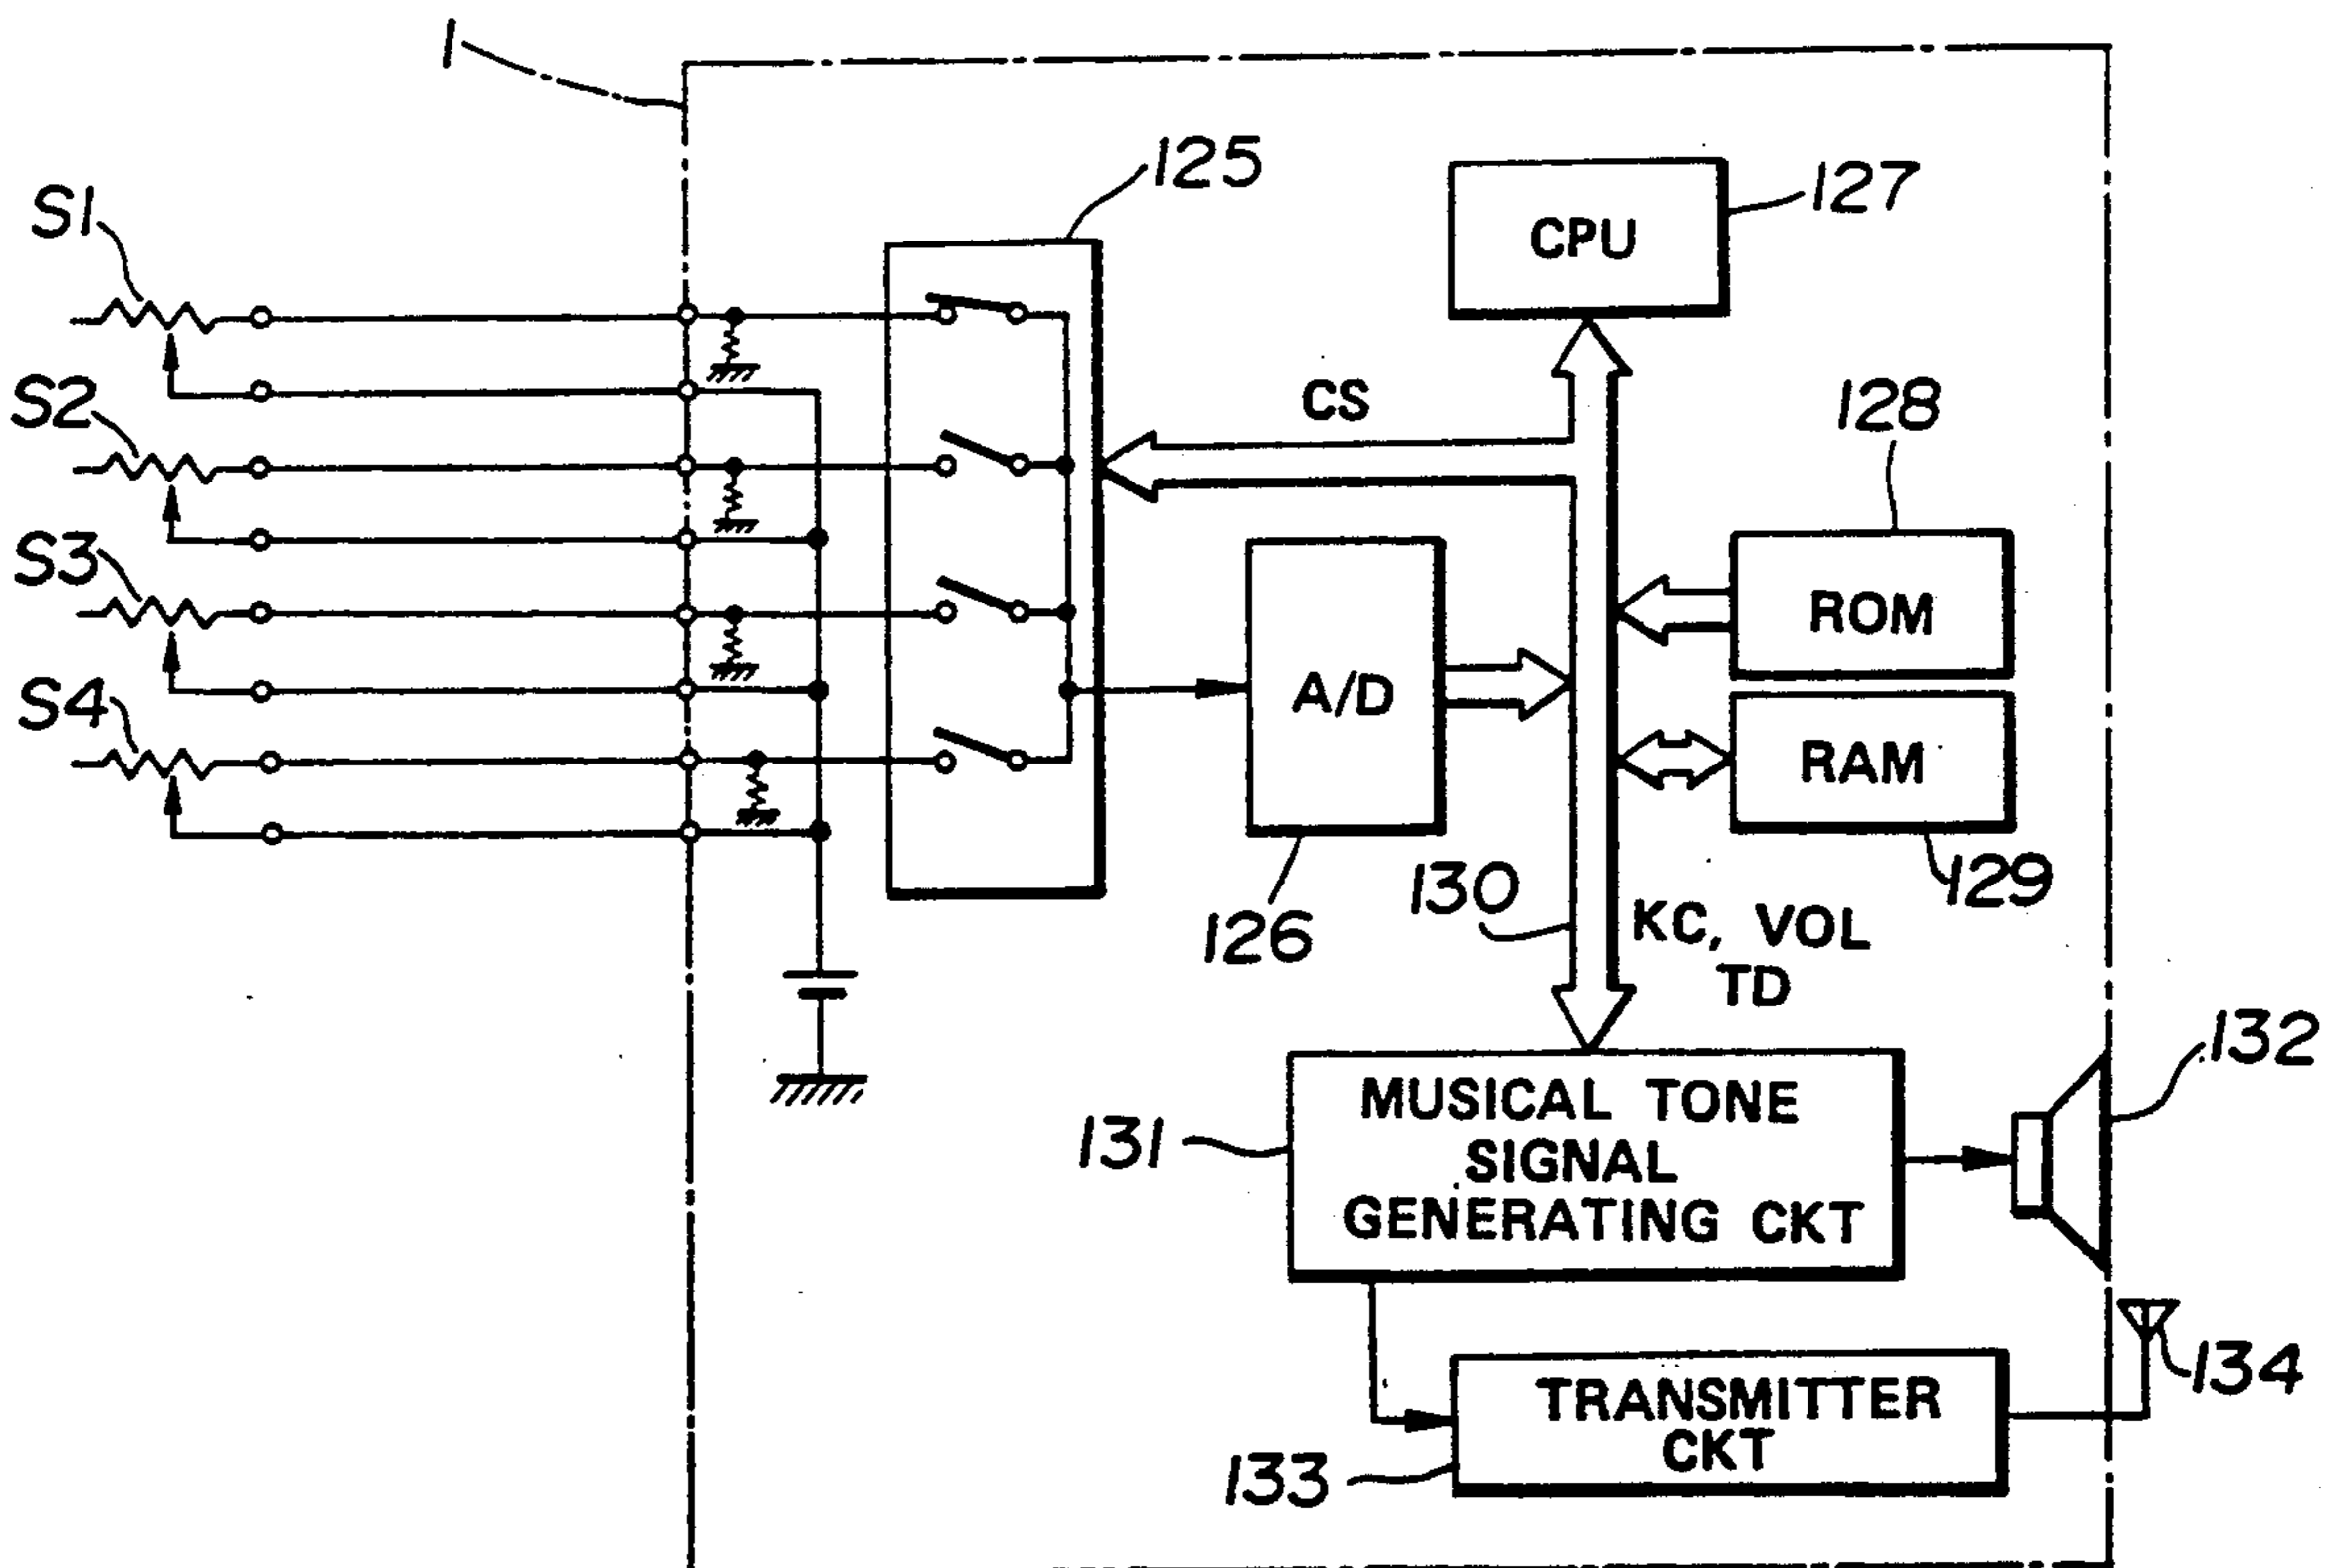 1
125
127
S1
CPU
S2
CS
128
S3
ROM
S4
A/D
RAM
129
130
126
KC, VOL
TD
132
131
MUSICAL TONE
SIGNAL
GENERATING CKT
134
TRANSMITTER
CKT
133